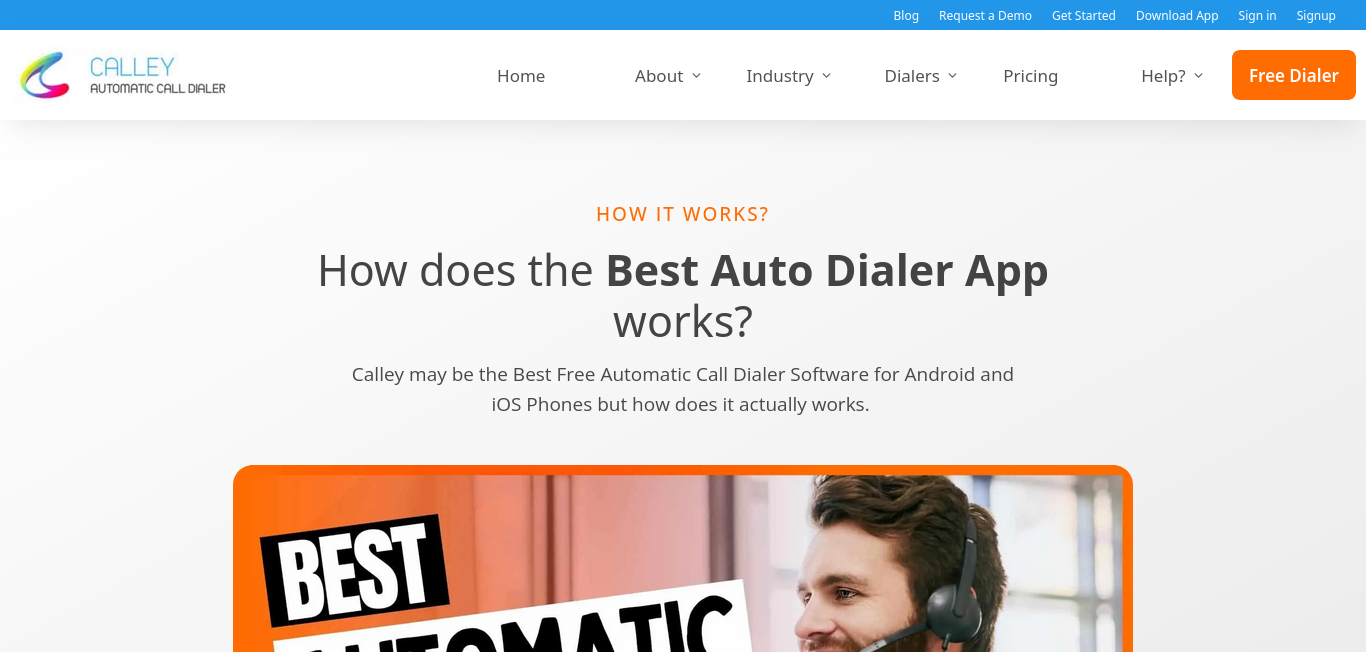 Blog Request a Demo Get Started Download App Sign in Signup
CALLEY
AUTOMATIC CALL DIALER
Home About Industry Dialers Pricing Help? Free Dialer
HOW IT WORKS?
How does the Best Auto Dialer App
works?
Calley may be the Best Free Automatic Call Dialer Software for Android and
iOS Phones but how does it actually works.
BEST
AUTOMATIC